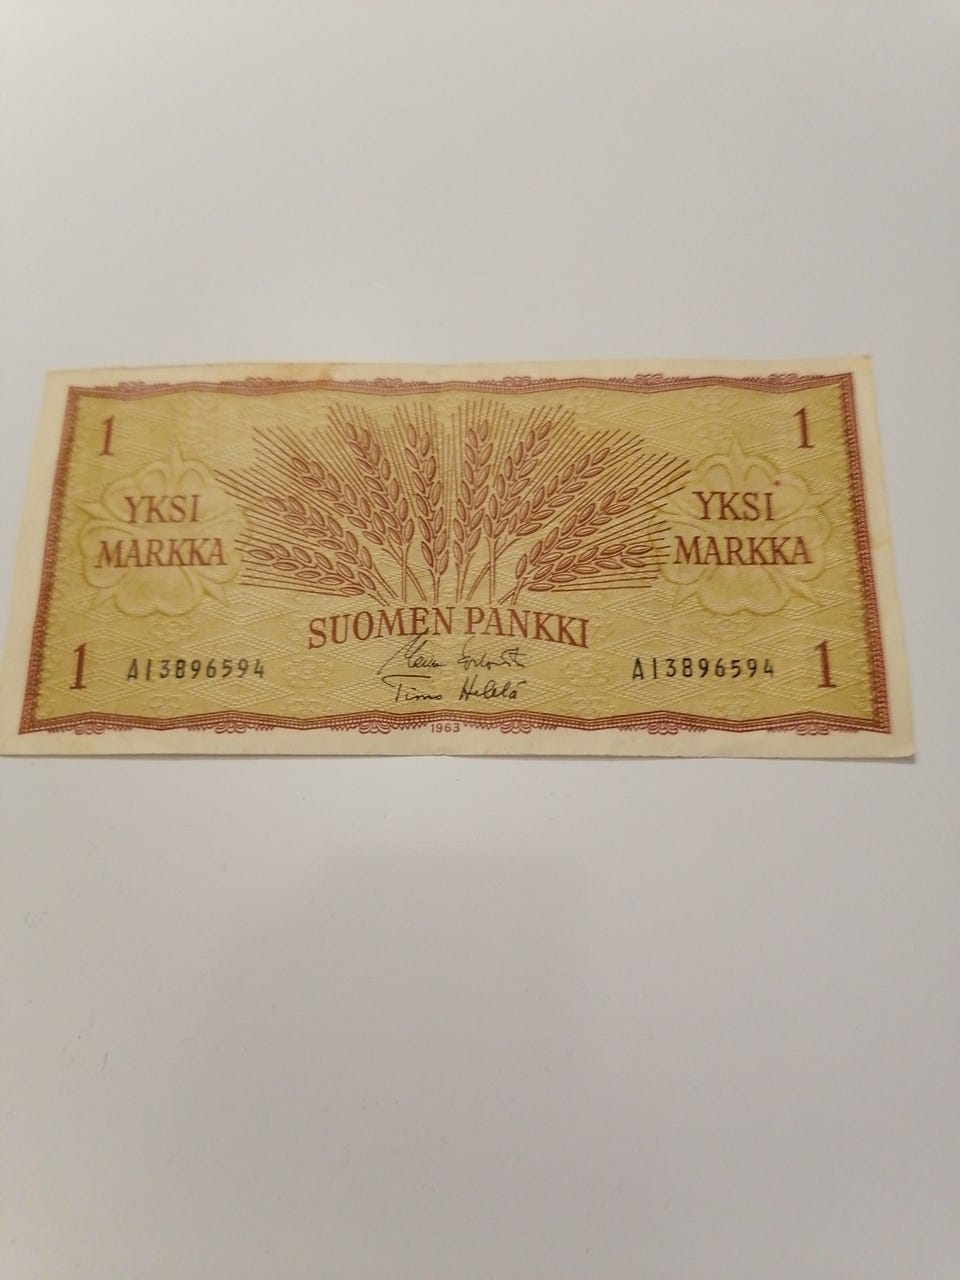 1 1
YKSI YKSI
MARKKA MARKKA
SUOMEN PANKKI
1 A13896594 A13896594 1
Timo Helelä
1963